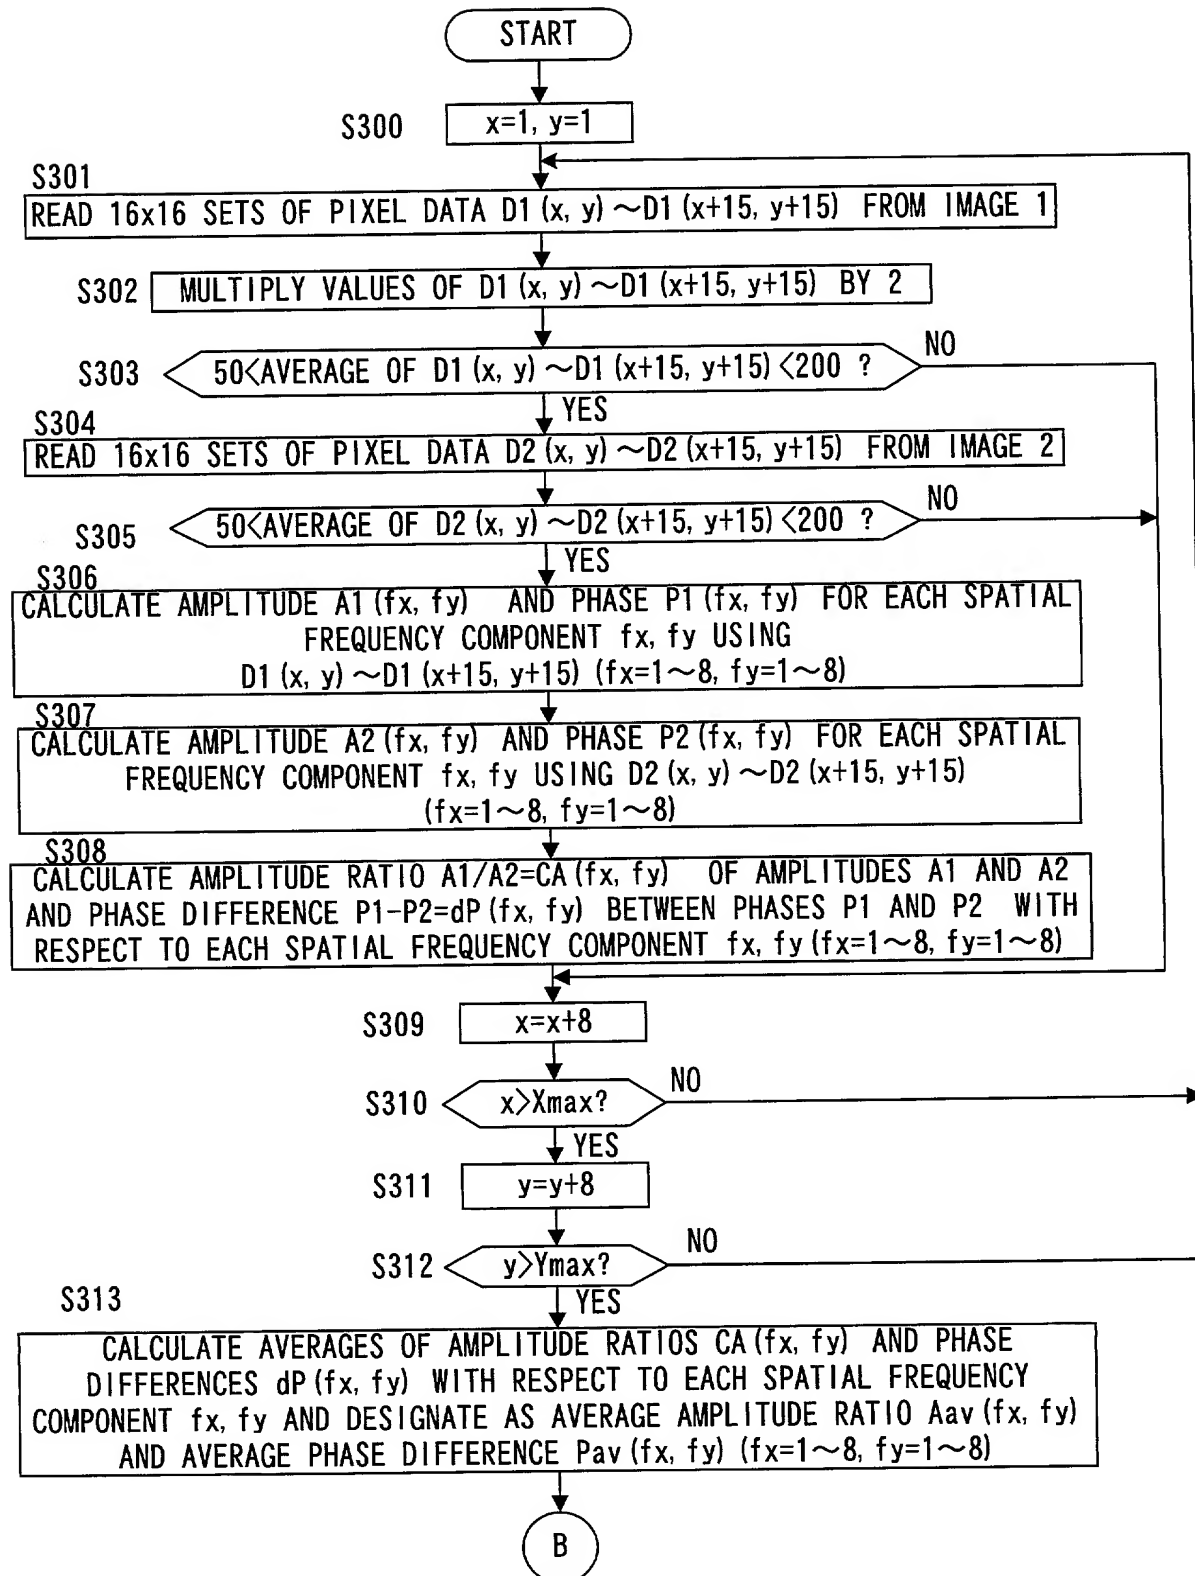 START
S300
x=1, y=1
S301
READ 16x16 SETS OF PIXEL DATA D1(x, y)~D1(x+15, y+15) FROM IMAGE 1
S302
MULTIPLY VALUES OF D1(x, y)~D1(x+15, y+15) BY 2
S303
50<AVERAGE OF D1(x, y)~D1(x+15, y+15)<200 ?
NO
YES
S304
READ 16x16 SETS OF PIXEL DATA D2(x, y)~D2(x+15, y+15) FROM IMAGE 2
S305
50<AVERAGE OF D2(x, y)~D2(x+15, y+15)<200 ?
NO
YES
S306
CALCULATE AMPLITUDE A1(fx, fy) AND PHASE P1(fx, fy) FOR EACH SPATIAL
FREQUENCY COMPONENT fx, fy USING
D1(x, y)~D1(x+15, y+15) (fx=1~8, fy=1~8)
S307
CALCULATE AMPLITUDE A2(fx, fy) AND PHASE P2(fx, fy) FOR EACH SPATIAL
FREQUENCY COMPONENT fx, fy USING D2(x, y)~D2(x+15, y+15)
(fx=1~8, fy=1~8)
S308
CALCULATE AMPLITUDE RATIO A1/A2=CA(fx, fy) OF AMPLITUDES A1 AND A2
AND PHASE DIFFERENCE P1-P2=dP(fx, fy) BETWEEN PHASES P1 AND P2 WITH
RESPECT TO EACH SPATIAL FREQUENCY COMPONENT fx, fy(fx=1~8, fy=1~8)
S309
x=x+8
S310
x>Xmax?
NO
YES
S311
y=y+8
S312
y>Ymax?
NO
YES
S313
CALCULATE AVERAGES OF AMPLITUDE RATIOS CA(fx, fy) AND PHASE
DIFFERENCES dP(fx, fy) WITH RESPECT TO EACH SPATIAL FREQUENCY
COMPONENT fx, fy AND DESIGNATE AS AVERAGE AMPLITUDE RATIO Aav(fx, fy)
AND AVERAGE PHASE DIFFERENCE Pav(fx, fy) (fx=1~8, fy=1~8)
B